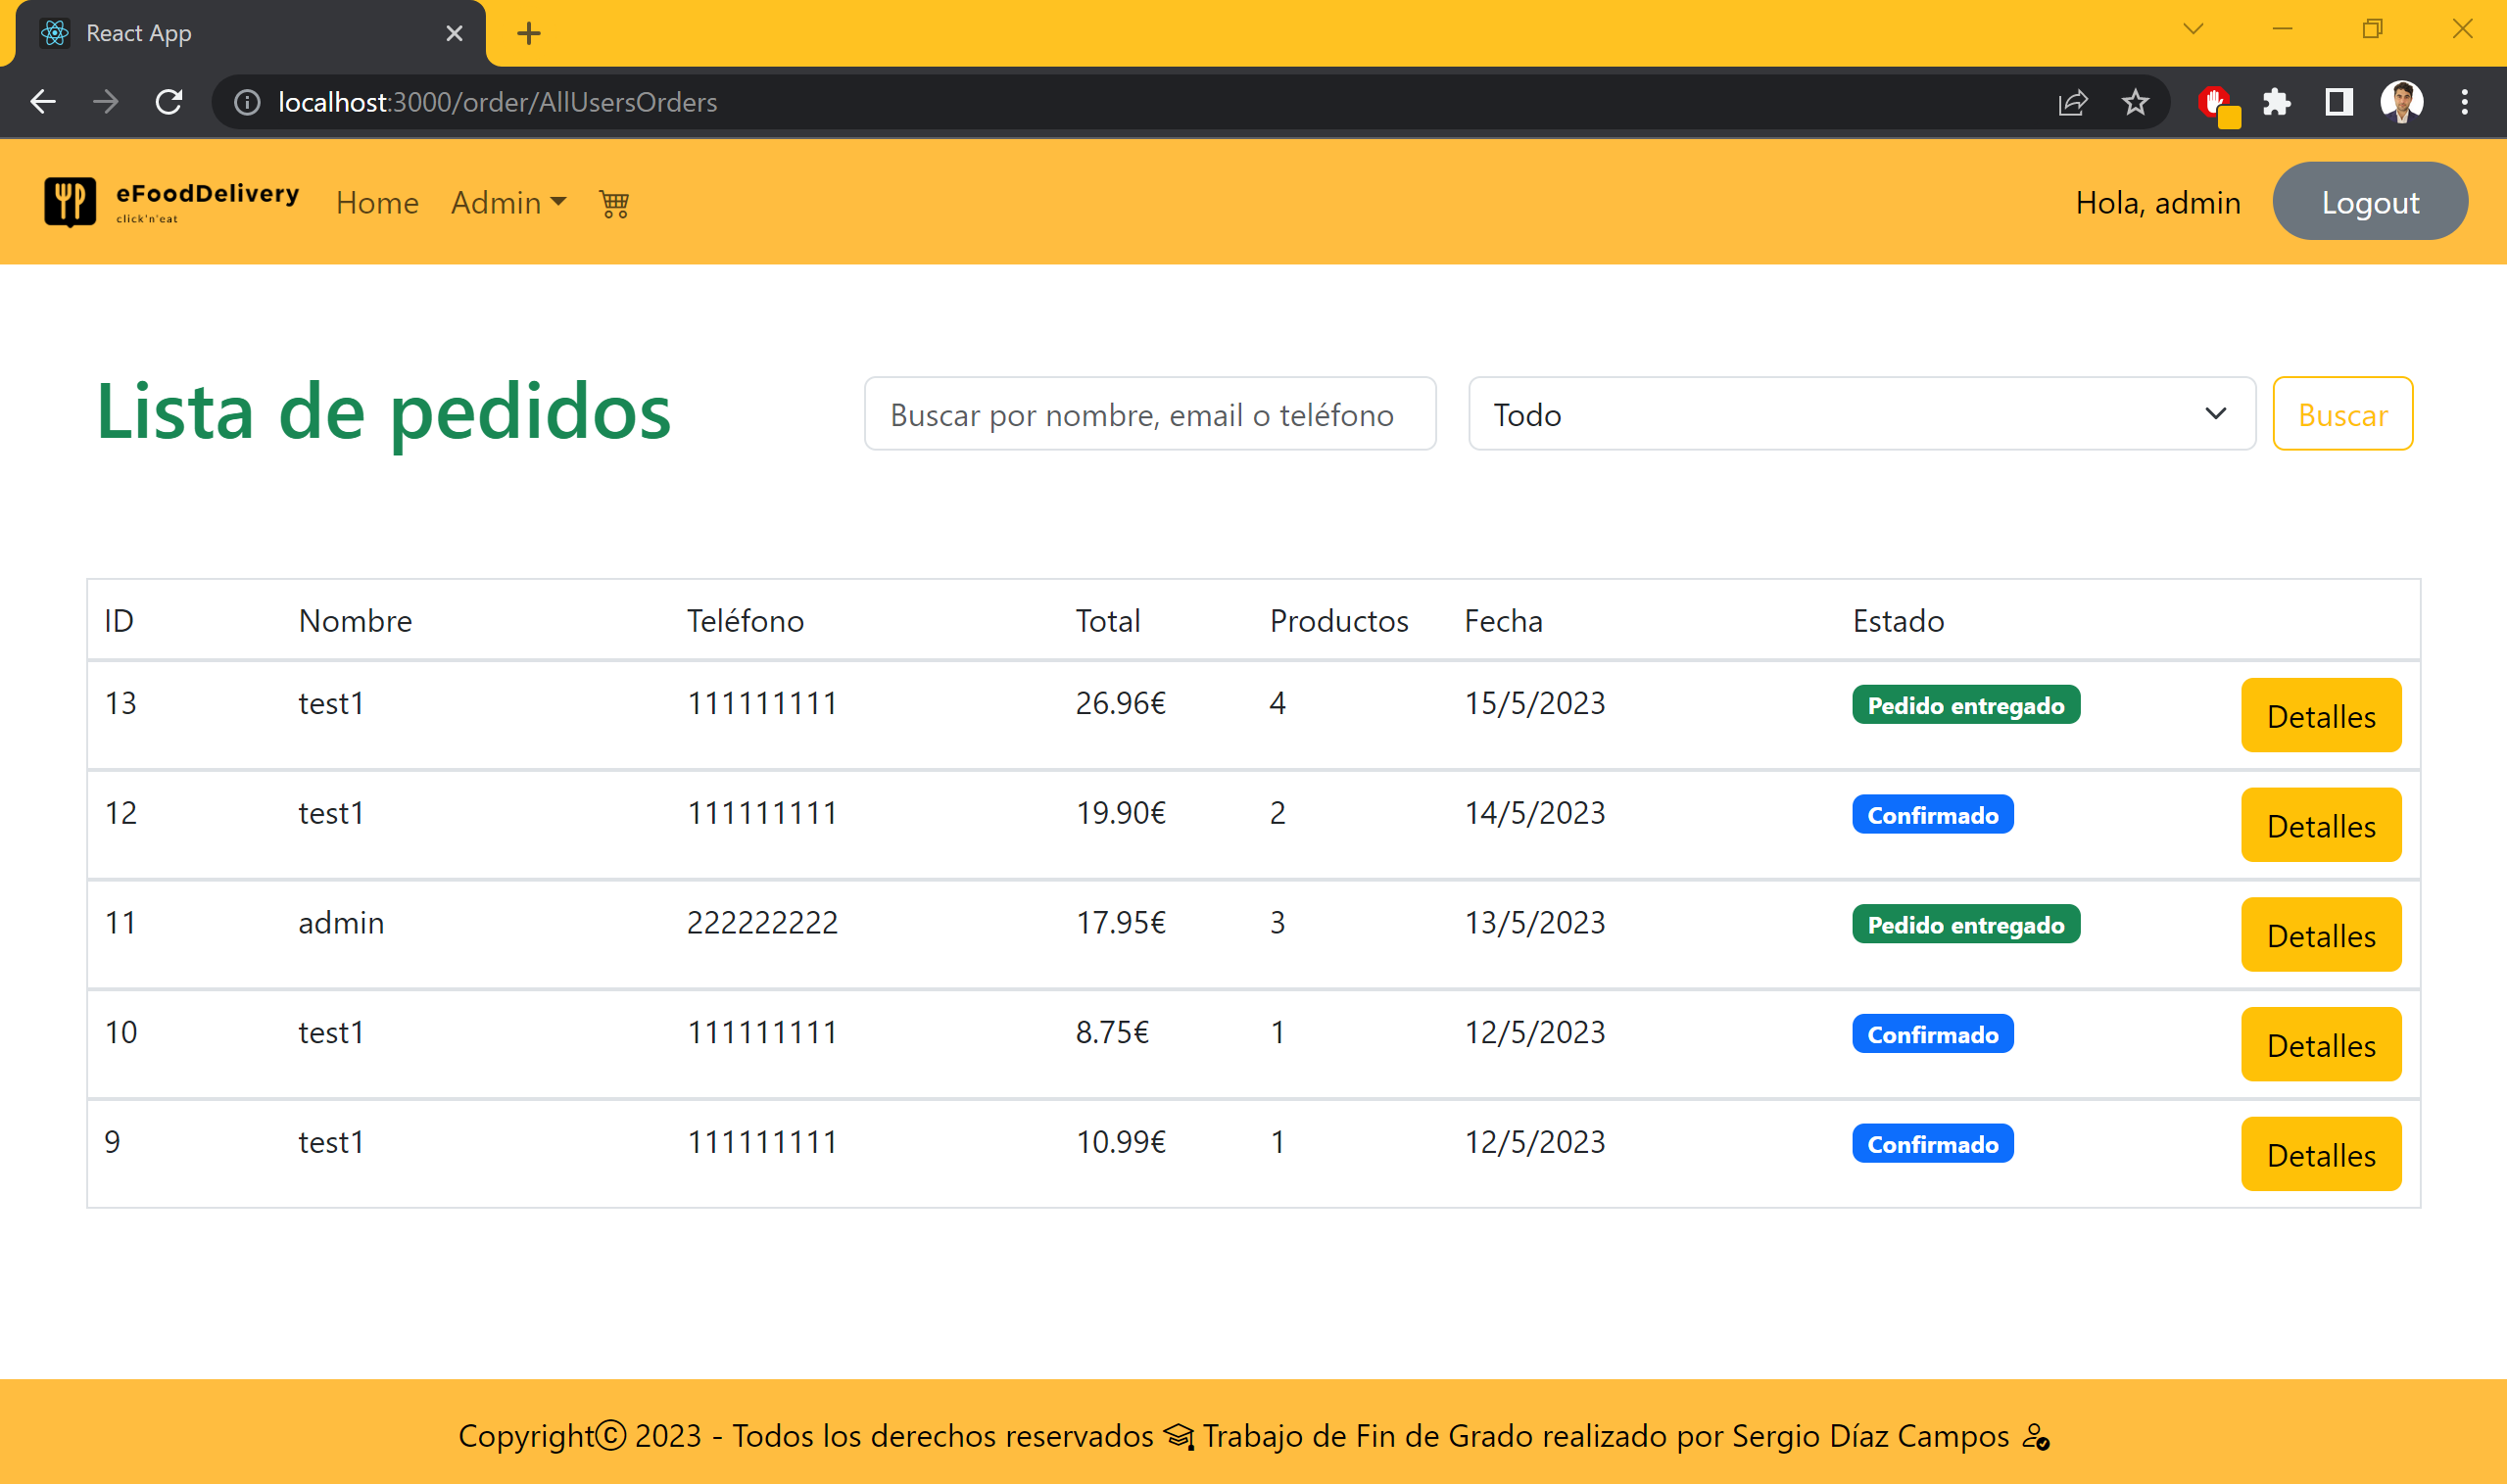 React App
localhost:3000/order/AllUsersOrders
eFoodDelivery
click'n'eat
Home Admin Hola, admin Logout
Lista de pedidos Buscar por nombre, email o teléfono Todo Buscar
ID Nombre Teléfono Total Productos Fecha Estado
13 test1 111111111 26.96€ 4 15/5/2023 Pedido entregado Detalles
12 test1 111111111 19.90€ 2 14/5/2023 Confirmado Detalles
11 admin 222222222 17.95€ 3 13/5/2023 Pedido entregado Detalles
10 test1 111111111 8.75€ 1 12/5/2023 Confirmado Detalles
9 test1 111111111 10.99€ 1 12/5/2023 Confirmado Detalles
Copyright© 2023 - Todos los derechos reservados Trabajo de Fin de Grado realizado por Sergio Díaz Campos